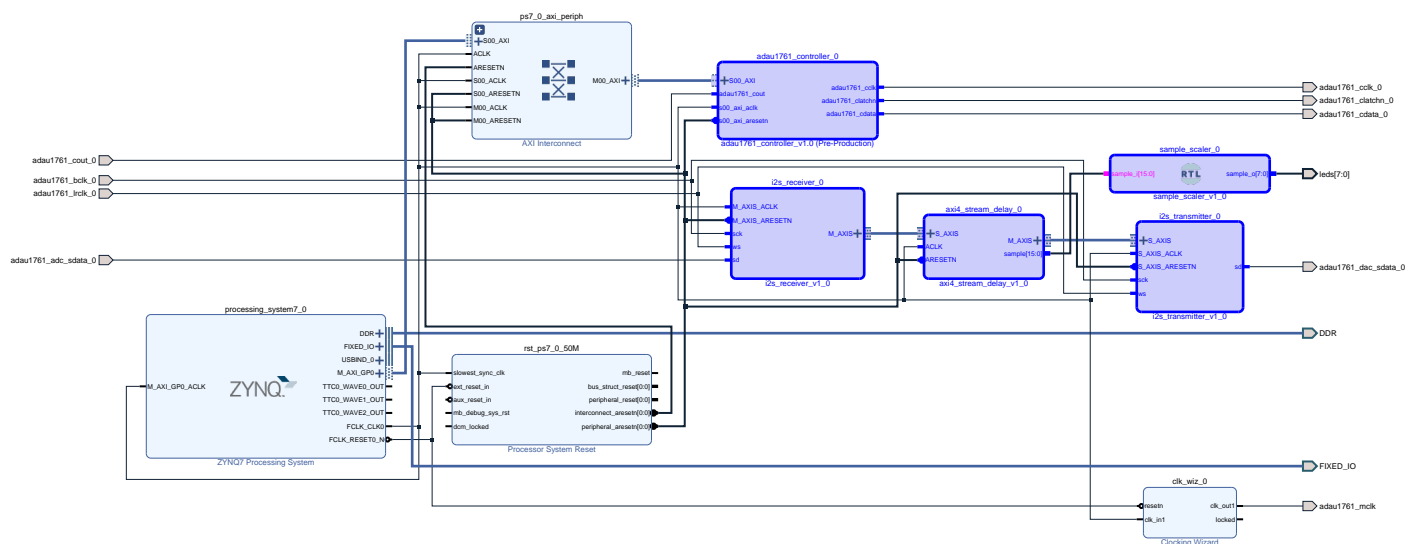 ps7_0_axi_periph
S00_AXI
ACLK
ARESETN
S00_ACLK
S00_ARESETN
M00_ACLK
M00_ARESETN
M00_AXI
AXI Interconnect
adau1761_controller_0
S00_AXI
adau1761_cout
s00_axi_aclk
s00_axi_aresetn
adau1761_cclk
adau1761_clatchn
adau1761_cdata
adau1761_controller_v1.0 (Pre-Production)
adau1761_cclk_0
adau1761_clatchn_0
adau1761_cdata_0
adau1761_cout_0
adau1761_bclk_0
adau1761_lrclk_0
adau1761_adc_sdata_0
sample_scaler_0
sample_i[15:0]
RTL
sample_o[7:0]
sample_scaler_v1_0
leds[7:0]
i2s_receiver_0
M_AXIS_ACLK
M_AXIS_ARESETN
sck
ws
sd
M_AXIS
i2s_receiver_v1_0
axi4_stream_delay_0
S_AXIS
ACLK
ARESETN
M_AXIS
sample[15:0]
axi4_stream_delay_v1_0
i2s_transmitter_0
S_AXIS
S_AXIS_ACLK
S_AXIS_ARESETN
sck
ws
sd
i2s_transmitter_v1_0
adau1761_dac_sdata_0
processing_system7_0
M_AXI_GP0_ACLK
ZYNQ
DDR
FIXED_IO
USBIND_0
M_AXI_GP0
TTC0_WAVE0_OUT
TTC0_WAVE1_OUT
TTC0_WAVE2_OUT
FCLK_CLK0
FCLK_RESET0_N
ZYNQ7 Processing System
rst_ps7_0_50M
slowest_sync_clk
ext_reset_in
aux_reset_in
mb_debug_sys_rst
dcm_locked
mb_reset
bus_struct_reset[0:0]
peripheral_reset[0:0]
interconnect_aresetn[0:0]
peripheral_aresetn[0:0]
Processor System Reset
DDR
FIXED_IO
clk_wiz_0
resetn
clk_in1
clk_out1
locked
Clocking Wizard
adau1761_mclk